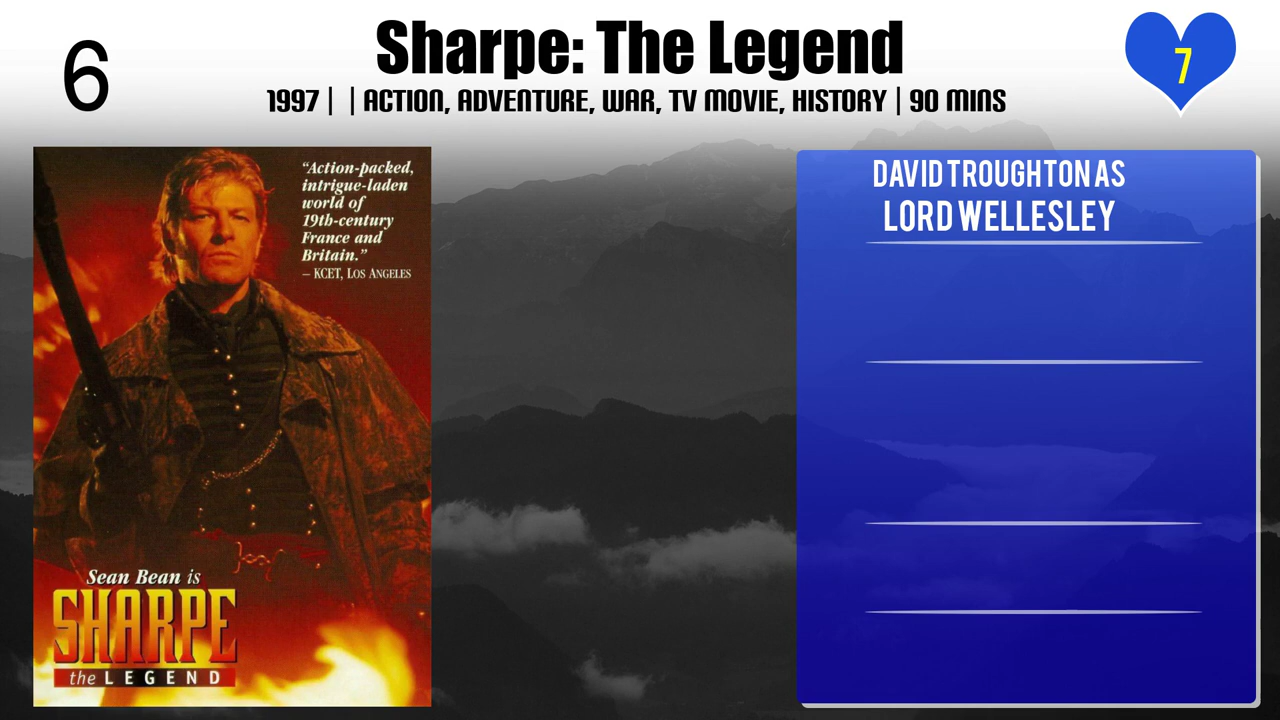 6
Sharpe: The Legend
1997 | | ACTION, ADVENTURE, WAR, TV MOVIE, HISTORY | 90 MINS
7
"Action-packed,
intrigue-laden
world of
19th-century
France and
Britain."
– KCET, LOS ANGELES
Sean Bean is
SHARPE
the LEGEND
DAVID TROUGHTON AS
LORD WELLESLEY